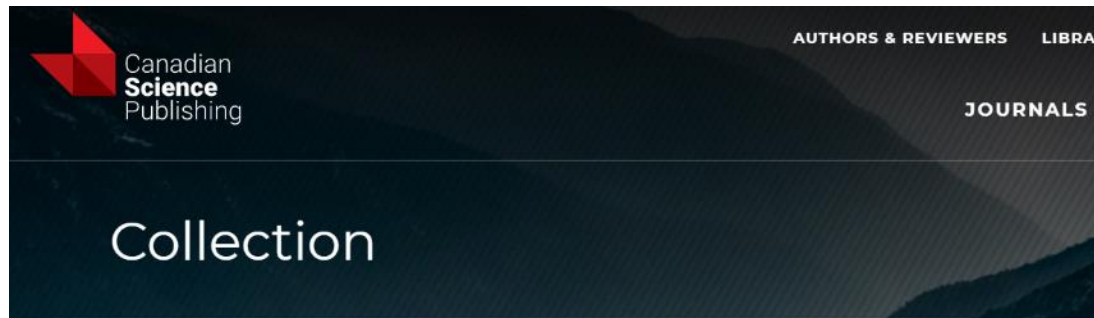 AUTHORS & REVIEWERS
Canadian
Science
Publishing
JOURNALS
Collection